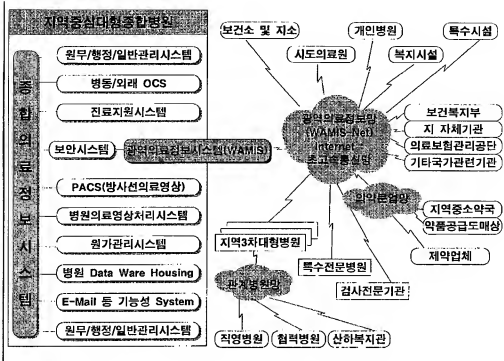 지역중심대형종합병원
종합의료정보시스템
원무/행정/일반관리시스템
병동/외래 OCS
진료지원시스템
보안시스템
광역의료정보시스템(WAMIS)
PACS(방사선의료영상)
병원의료영상처리시스템
원가관리시스템
병원 Data Ware Housing
E-Mail 등 기능성 System
원무/행정/일반관리시스템
보건소 및 지소
개인병원
특수시설
시도의료원
복지시설
광역의료정보망
(WAMIS-Net)
Internet
초고속통신망
보건복지부
지 자체기관
의료보험관리공단
기타국가관련기관
의약분업망
지역중소약국
약품공급도매상
제약업체
지역3차대형병원
특수전문병원
검사전문기관
관계병원망
직영병원
협력병원
산하복지관